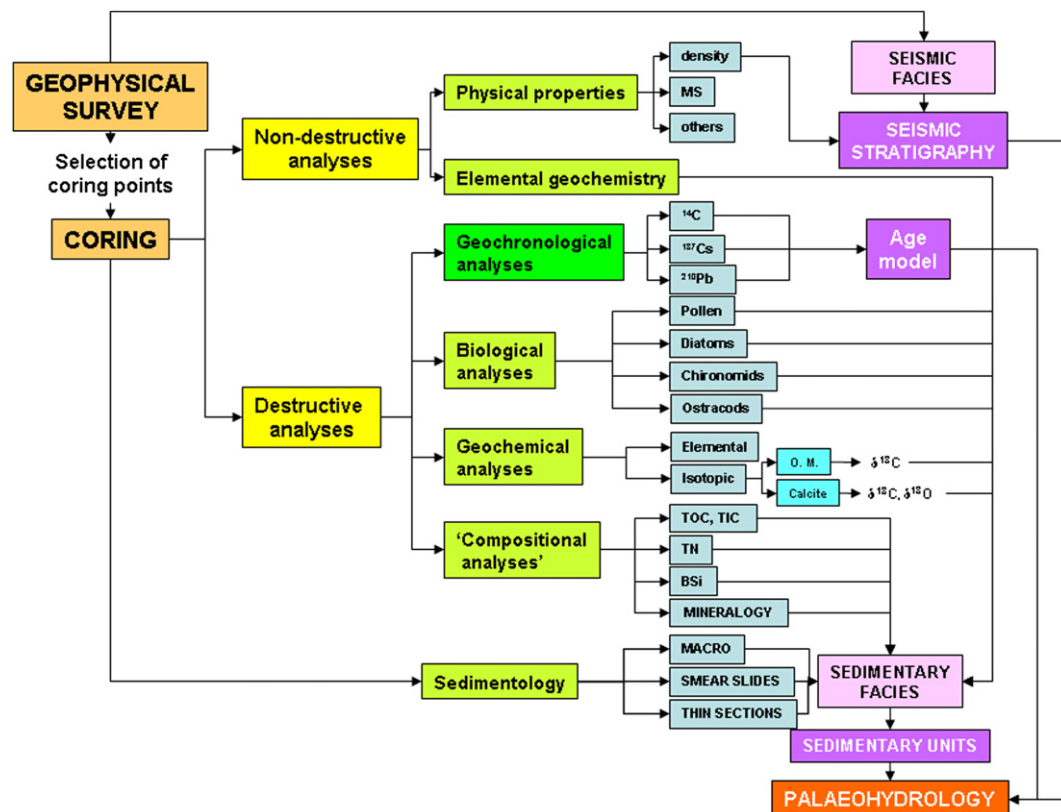 GEOPHYSICAL
SURVEY
Selection of
coring points
CORING
Non-destructive
analyses
Destructive
analyses
Physical properties
density
MS
others
Elemental geochemistry
SEISMIC
FACIES
SEISMIC
STRATIGRAPHY
Geochronological
analyses
¹⁴C
¹³⁷Cs
²¹⁰Pb
Age
model
Biological
analyses
Pollen
Diatoms
Chironomids
Ostracods
Geochemical
analyses
Elemental
Isotopic
O. M.
δ¹³C
Calcite
δ¹³C, δ¹⁸O
‘Compositional
analyses’
TOC, TIC
TN
BSi
MINERALOGY
Sedimentology
MACRO
SMEAR SLIDES
THIN SECTIONS
SEDIMENTARY
FACIES
SEDIMENTARY UNITS
PALAEOHYDROLOGY